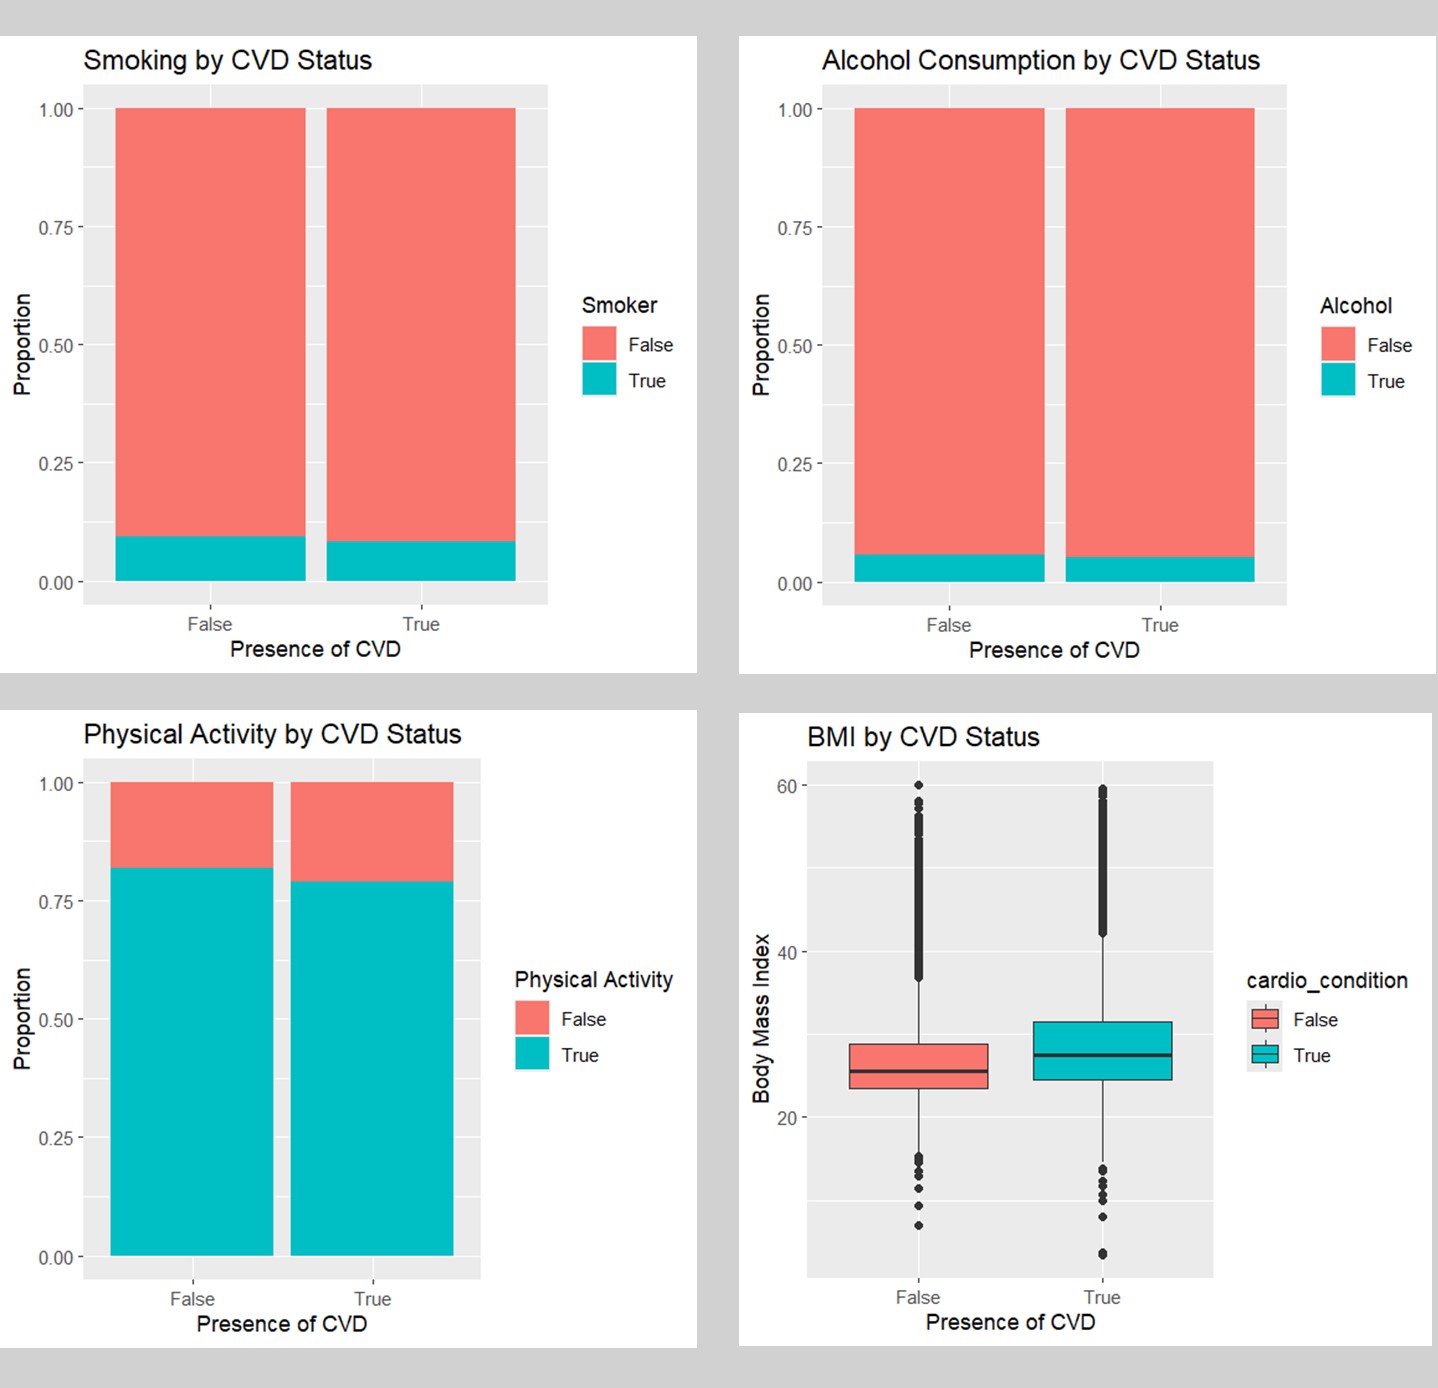 Smoking by CVD Status
1.00
0.75
0.50
0.25
0.00
Proportion
False
True
Presence of CVD
Smoker
False
True
Alcohol Consumption by CVD Status
1.00
0.75
0.50
0.25
0.00
Proportion
False
True
Presence of CVD
Alcohol
False
True
Physical Activity by CVD Status
1.00
0.75
0.50
0.25
0.00
Proportion
False
True
Presence of CVD
Physical Activity
False
True
BMI by CVD Status
60
40
20
Body Mass Index
False
True
Presence of CVD
cardio_condition
False
True